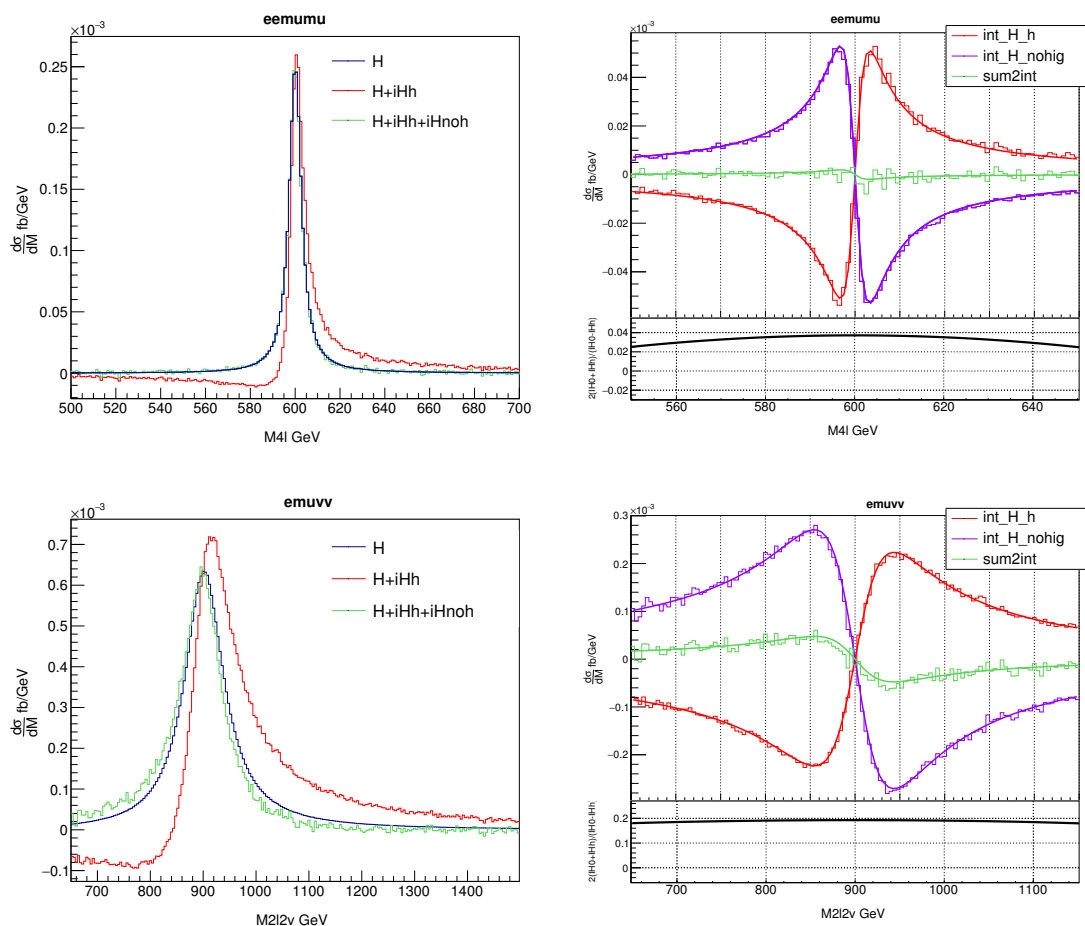 eemumu
×10⁻³
0.25
0.2
0.15
0.1
0.05
0
dσ/dM fb/GeV
H
H+iHh
H+iHh+iHnoh
500 520 540 560 580 600 620 640 660 680 700
M4l GeV
eemumu
×10⁻³
int_H_h
int_H_nohig
sum2int
0.04
0.02
0
−0.02
−0.04
dσ/dM fb/GeV
0.04
0.02
0
−0.02
2(IH0+IHh)/(IH0-IHh)
560 580 600 620 640
M4l GeV
emuvv
×10⁻³
0.7
0.6
0.5
0.4
0.3
0.2
0.1
0
−0.1
dσ/dM fb/GeV
H
H+iHh
H+iHh+iHnoh
700 800 900 1000 1100 1200 1300 1400
M2l2v GeV
emuvv
×10⁻³
int_H_h
int_H_nohig
sum2int
0.3
0.2
0.1
0
−0.1
−0.2
dσ/dM fb/GeV
0.2
0.1
0
2(IH0+IHh)/(IH0-IHh)
700 800 900 1000 1100
M2l2v GeV